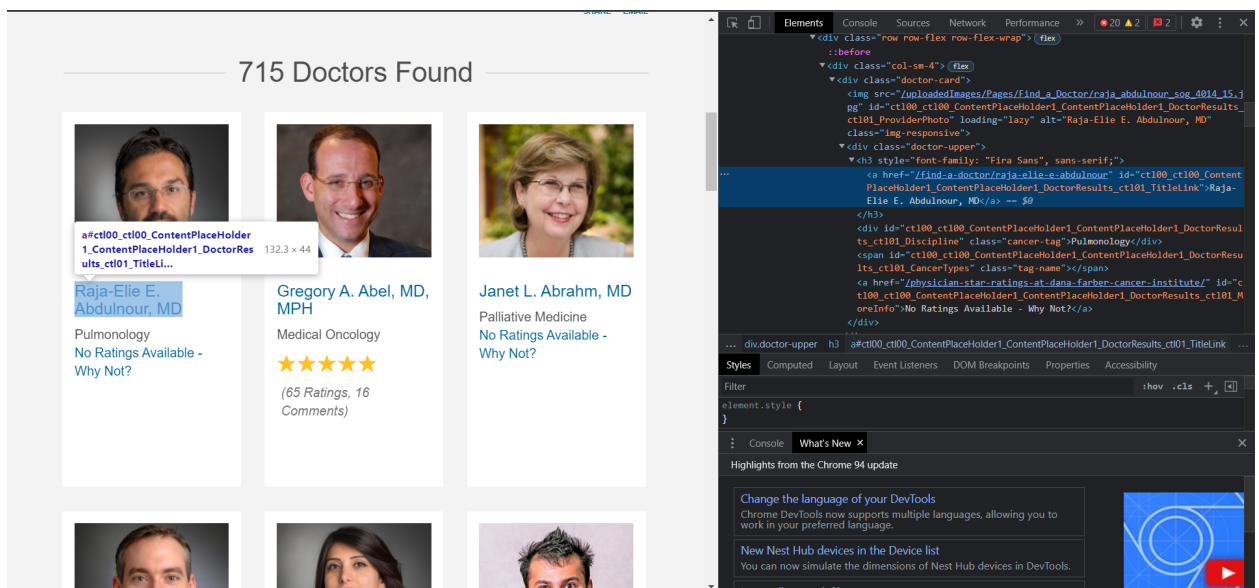 SHARE EMAIL
715 Doctors Found
a#ctl00_ctl00_ContentPlaceHolder
1_ContentPlaceHolder1_DoctorRes
ults_ctl01_TitleLi...
132.3 × 44
Raja-Elie E.
Abdulnour, MD
Pulmonology
No Ratings Available -
Why Not?
Gregory A. Abel, MD,
MPH
Medical Oncology
(65 Ratings, 16
Comments)
Janet L. Abrahm, MD
Palliative Medicine
No Ratings Available -
Why Not?
Elements Console Sources Network Performance » 20 2 2
<div class="row row-flex row-flex-wrap"> flex
::before
<div class="col-sm-4"> flex
<div class="doctor-card">
<img src="/uploadedImages/Pages/Find_a_Doctor/raja_abdulnour_sog_4014_15.j
pg" id="ctl00_ctl00_ContentPlaceHolder1_ContentPlaceHolder1_DoctorResults_
ctl01_ProviderPhoto" loading="lazy" alt="Raja-Elie E. Abdulnour, MD"
class="img-responsive">
<div class="doctor-upper">
<h3 style="font-family: "Fira Sans", sans-serif;">
<a href="/find-a-doctor/raja-elie-e-abdulnour" id="ctl00_ctl00_Content
PlaceHolder1_ContentPlaceHolder1_DoctorResults_ctl01_TitleLink">Raja-
Elie E. Abdulnour, MD</a> == $0
</h3>
<div id="ctl00_ctl00_ContentPlaceHolder1_ContentPlaceHolder1_DoctorResul
ts_ctl01_Discipline" class="cancer-tag">Pulmonology</div>
<span id="ctl00_ctl00_ContentPlaceHolder1_ContentPlaceHolder1_DoctorResu
lts_ctl01_CancerTypes" class="tag-name"></span>
<a href="/physician-star-ratings-at-dana-farber-cancer-institute/" id="c
tl00_ctl00_ContentPlaceHolder1_ContentPlaceHolder1_DoctorResults_ctl01_M
oreInfo">No Ratings Available - Why Not?</a>
</div>
... div.doctor-upper h3 a#ctl00_ctl00_ContentPlaceHolder1_ContentPlaceHolder1_DoctorResults_ctl01_TitleLink ...
Styles Computed Layout Event Listeners DOM Breakpoints Properties Accessibility
Filter :hov .cls +
element.style {
}
Console What's New ×
Highlights from the Chrome 94 update
Change the language of your DevTools
Chrome DevTools now supports multiple languages, allowing you to
work in your preferred language.
New Nest Hub devices in the Device list
You can now simulate the dimensions of Nest Hub devices in DevTools.